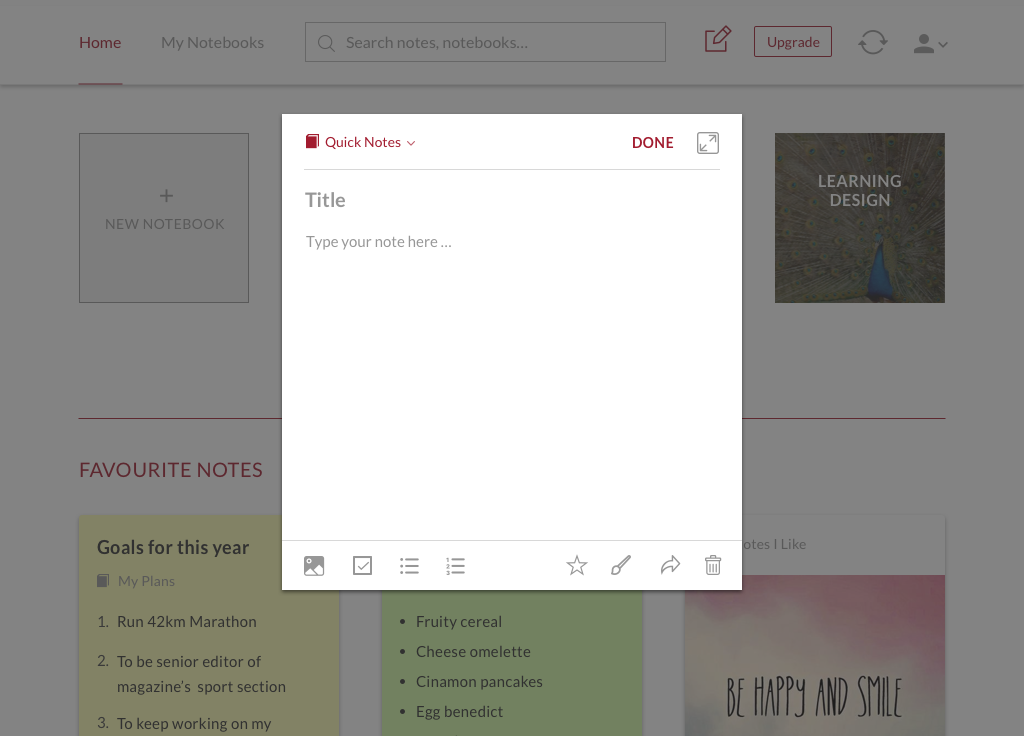 Home
My Notebooks
Search notes, notebooks...
Upgrade
Quick Notes
DONE
Title
Type your note here ...
+
NEW NOTEBOOK
LEARNING
DESIGN
FAVOURITE NOTES
Goals for this year
My Plans
1. Run 42km Marathon
2. To be senior editor of
magazine's sport section
3. To keep working on my
• Fruity cereal
• Cheese omelette
• Cinamon pancakes
• Egg benedict
I Like
BE HAPPY AND SMILE